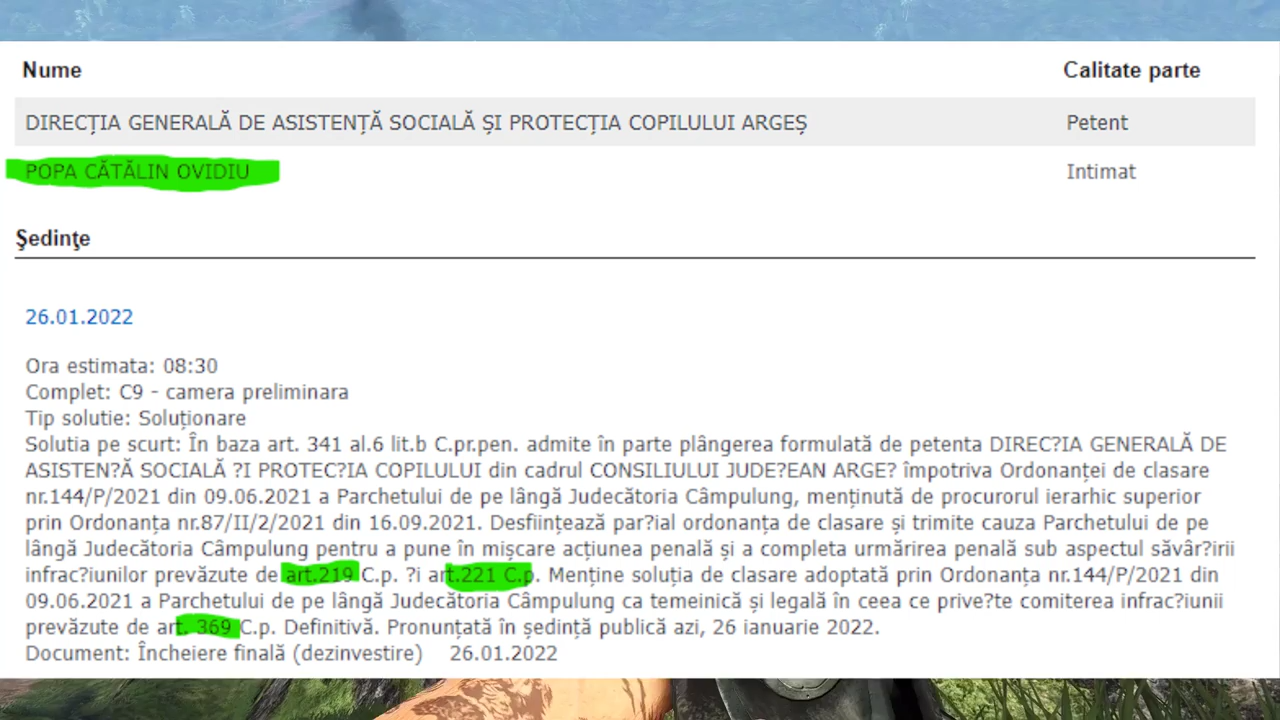 Nume Calitate parte
DIRECȚIA GENERALĂ DE ASISTENȚĂ SOCIALĂ ȘI PROTECȚIA COPILULUI ARGEȘ Petent
POPA CĂTĂLIN OVIDIU Intimat
Şedinţe
26.01.2022
Ora estimata: 08:30
Complet: C9 - camera preliminara
Tip solutie: Soluționare
Solutia pe scurt: În baza art. 341 al.6 lit.b C.pr.pen. admite în parte plângerea formulată de petenta DIREC?IA GENERALĂ DE
ASISTEN?Ă SOCIALĂ ?I PROTEC?IA COPILULUI din cadrul CONSILIULUI JUDE?EAN ARGE? împotriva Ordonanței de clasare
nr.144/P/2021 din 09.06.2021 a Parchetului de pe lângă Judecătoria Câmpulung, menținută de procurorul ierarhic superior
prin Ordonanța nr.87/II/2/2021 din 16.09.2021. Desființează par?ial ordonanța de clasare și trimite cauza Parchetului de pe
lângă Judecătoria Câmpulung pentru a pune în mișcare acțiunea penală și a completa urmărirea penală sub aspectul săvâr?irii
infrac?iunilor prevăzute de art.219 C.p. ?i art.221 C.p. Menține soluția de clasare adoptată prin Ordonanța nr.144/P/2021 din
09.06.2021 a Parchetului de pe lângă Judecătoria Câmpulung ca temeinică și legală în ceea ce prive?te comiterea infrac?iunii
prevăzute de art. 369 C.p. Definitivă. Pronunțată în ședință publică azi, 26 ianuarie 2022.
Document: Încheiere finală (dezinvestire) 26.01.2022